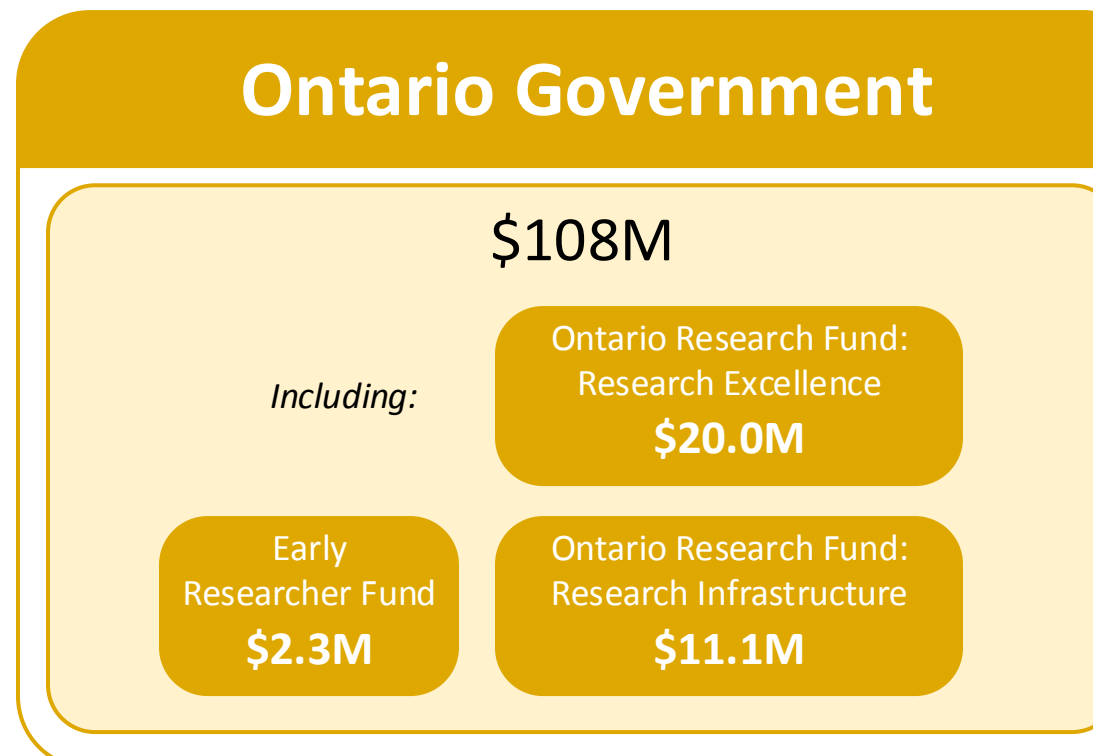 Ontario Government
$108M
Including:
Ontario Research Fund:
Research Excellence
$20.0M
Early
Researcher Fund
$2.3M
Ontario Research Fund:
Research Infrastructure
$11.1M